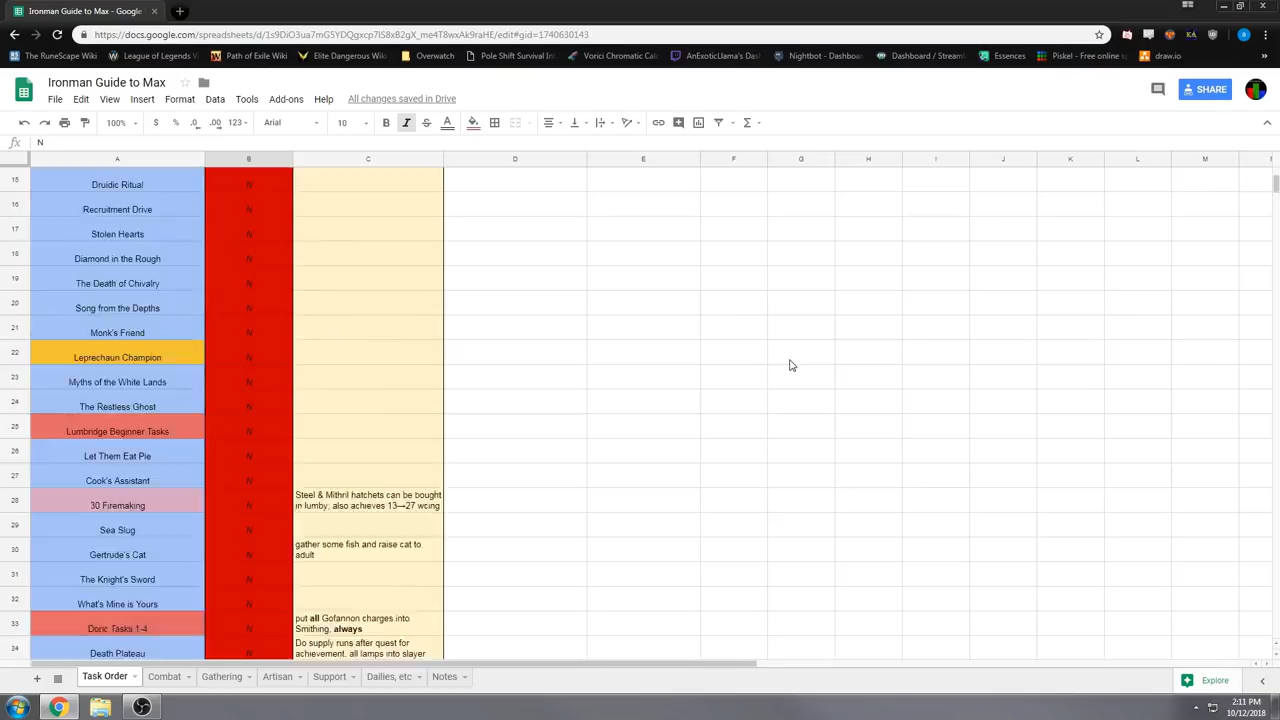 Ironman Guide to Max - Google
https://docs.google.com/spreadsheets/d/1s9DiO3ua7mG5YDQgxcp7lS8xB2gX_me4T8wxAk9raHE/edit#gid=1740630143
The RuneScape Wiki League of Legends W Path of Exile Wiki Elite Dangerous Wiki Overwatch Pole Shift Survival In Vorici Chromatic Calc AnExoticLlama's Das Nightbot - Dashboa Dashboard / Streaml Essences Piskel - Free online s draw.io
Ironman Guide to Max
File Edit View Insert Format Data Tools Add-ons Help All changes saved in Drive
SHARE
100% $ % .0 .00 123 Arial 10 B I S A
fx N
A B C D E F G H I J K L M
15 Druidic Ritual N
16 Recruitment Drive N
17 Stolen Hearts N
18 Diamond in the Rough N
19 The Death of Chivalry N
20 Song from the Depths N
21 Monk's Friend N
22 Leprechaun Champion N
23 Myths of the White Lands N
24 The Restless Ghost N
25 Lumbridge Beginner Tasks N
26 Let Them Eat Pie N
27 Cook's Assistant N
28 30 Firemaking N Steel & Mithril hatchets can be bought
in lumby, also achieves 13→27 wcing
29 Sea Slug N
30 Gertrude's Cat N gather some fish and raise cat to
adult
31 The Knight's Sword N
32 What's Mine is Yours N
33 Doric Tasks 1-4 N put all Gofannon charges into
Smithing, always
34 Death Plateau N Do supply runs after quest for
achievement, all lamps into slayer
Task Order Combat Gathering Artisan Support Dailies, etc Notes
Explore
2:11 PM
10/12/2018